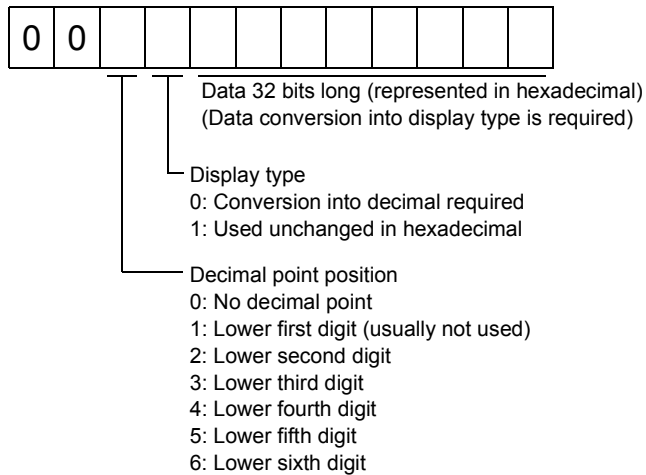 0 0
Data 32 bits long (represented in hexadecimal)
(Data conversion into display type is required)
Display type
0: Conversion into decimal required
1: Used unchanged in hexadecimal
Decimal point position
0: No decimal point
1: Lower first digit (usually not used)
2: Lower second digit
3: Lower third digit
4: Lower fourth digit
5: Lower fifth digit
6: Lower sixth digit